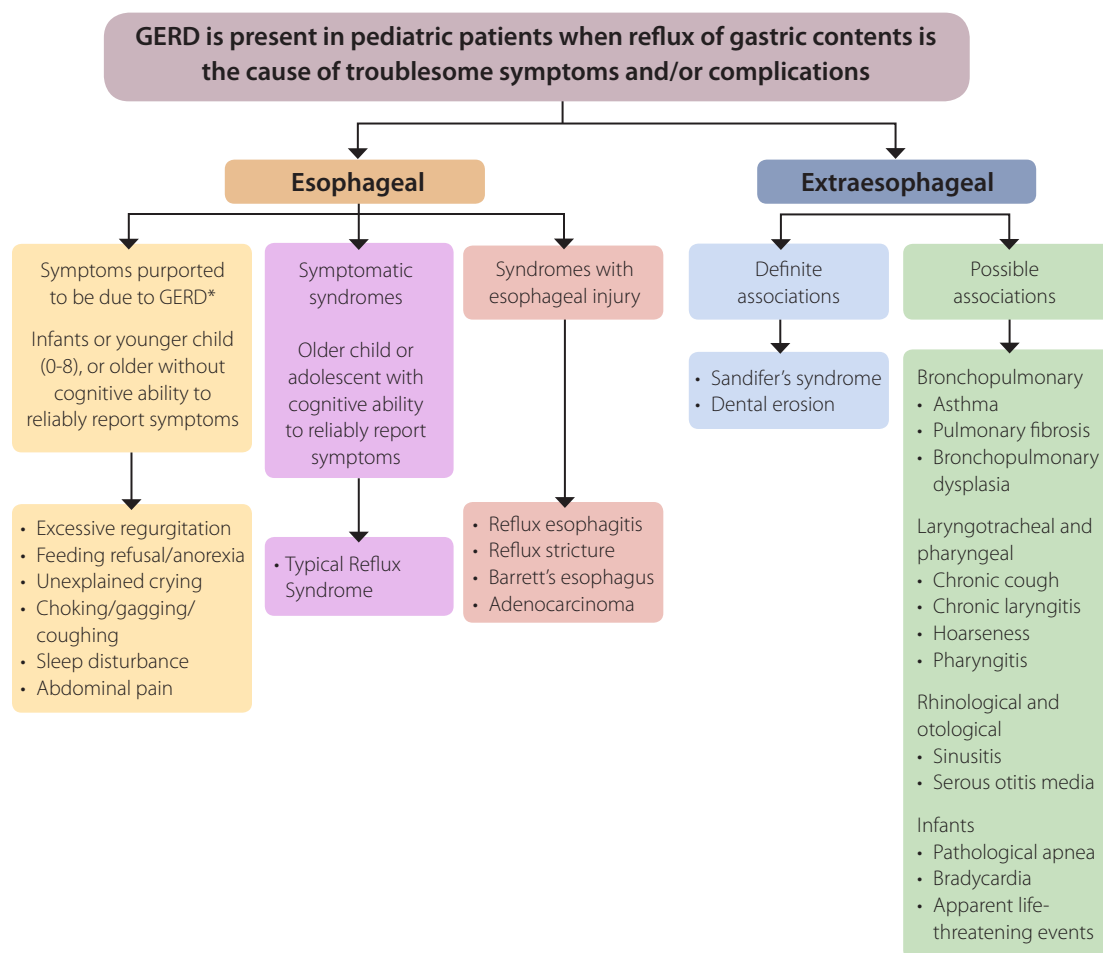 GERD is present in pediatric patients when reflux of gastric contents is
the cause of troublesome symptoms and/or complications
Esophageal
Extraesophageal
Symptoms purported
to be due to GERD*
Infants or younger child
(0-8), or older without
cognitive ability to
reliably report symptoms
Symptomatic
syndromes
Older child or
adolescent with
cognitive ability
to reliably report
symptoms
Syndromes with
esophageal injury
Definite
associations
Possible
associations
• Excessive regurgitation
• Feeding refusal/anorexia
• Unexplained crying
• Choking/gagging/
coughing
• Sleep disturbance
• Abdominal pain
• Typical Reflux
Syndrome
• Reflux esophagitis
• Reflux stricture
• Barrett's esophagus
• Adenocarcinoma
• Sandifer's syndrome
• Dental erosion
Bronchopulmonary
• Asthma
• Pulmonary fibrosis
• Bronchopulmonary
dysplasia
Laryngotracheal and
pharyngeal
• Chronic cough
• Chronic laryngitis
• Hoarseness
• Pharyngitis
Rhinological and
otological
• Sinusitis
• Serous otitis media
Infants
• Pathological apnea
• Bradycardia
• Apparent life-
threatening events